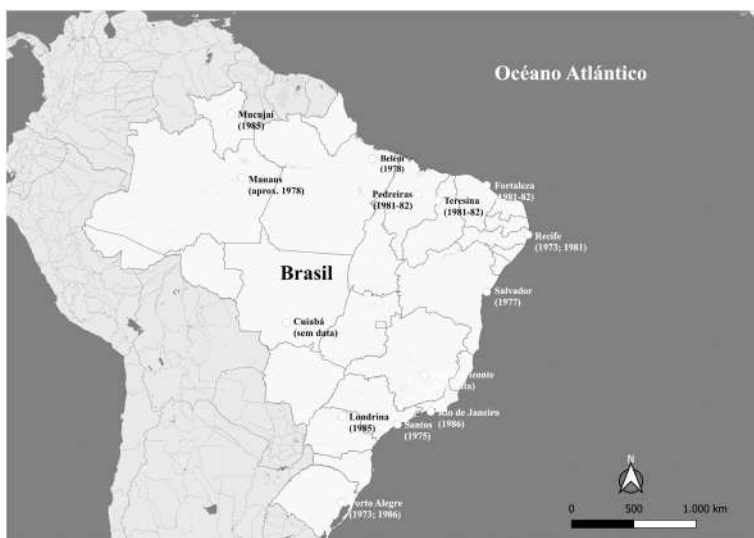 Océano Atlántico
Mucujaí
(1985)
Belém
(1978)
Manaus
(aprox. 1978)
Pedreiras
(1981-82)
Teresina
(1981-82)
Fortaleza
(1981-82)
Recife
(1973; 1981)
Brasil
Salvador
(1977)
Cuiabá
(sem data)
Londrina
(1985)
Rio de Janeiro
(1986)
Santos
(1975)
Porto Alegre
(1973; 1986)
N
0 500 1.000 km